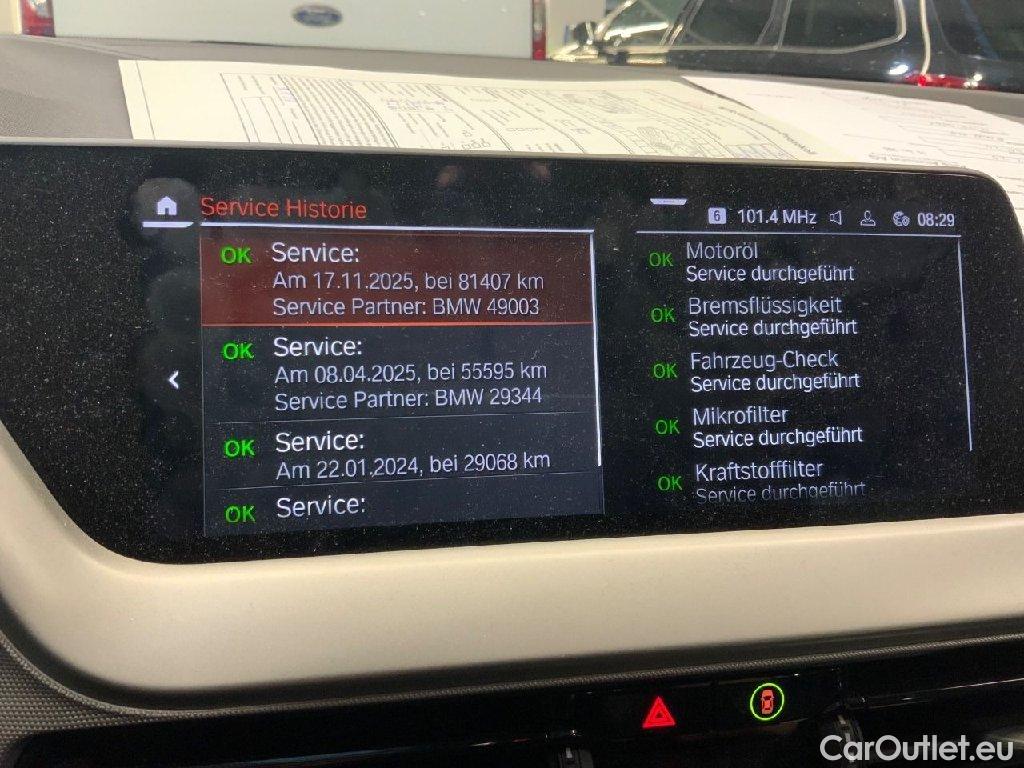 Ford
Service Historie
6 101.4 MHz 08:29
OK Service:
Am 17.11.2025, bei 81407 km
Service Partner: BMW 49003
OK Service:
Am 08.04.2025, bei 55595 km
Service Partner: BMW 29344
OK Service:
Am 22.01.2024, bei 29068 km
OK Service:
OK Motoröl
Service durchgeführt
OK Bremsflüssigkeit
Service durchgeführt
OK Fahrzeug-Check
Service durchgeführt
OK Mikrofilter
Service durchgeführt
OK Kraftstofffilter
Service durchgeführt
CarOutlet.eu